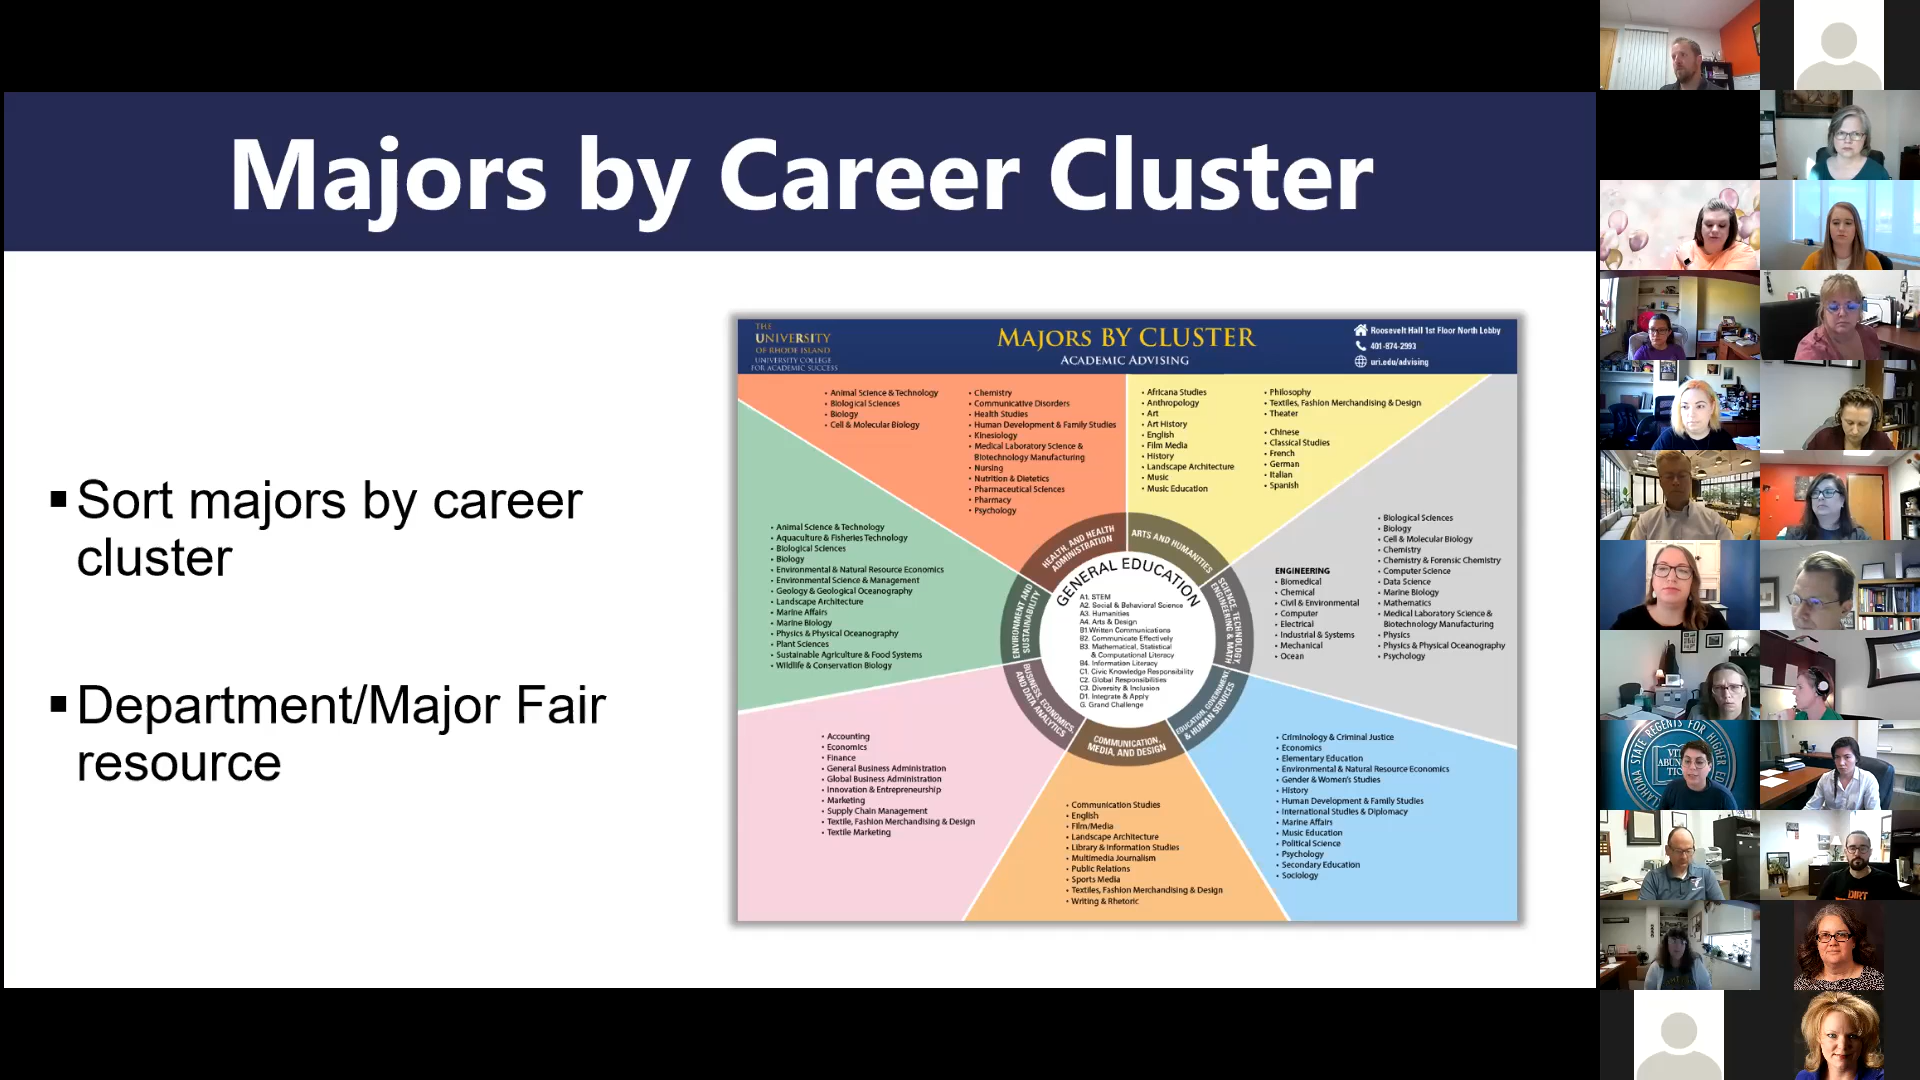 Majors by Career Cluster
▪ Sort majors by career
cluster
▪ Department/Major Fair
resource
THE
UNIVERSITY
OF RHODE ISLAND
UNIVERSITY COLLEGE
FOR ACADEMIC SUCCESS
MAJORS BY CLUSTER
ACADEMIC ADVISING
Roosevelt Hall 1st Floor North Lobby
401-874-2993
uri.edu/advising
• Animal Science & Technology
• Biological Sciences
• Biology
• Cell & Molecular Biology
• Chemistry
• Communicative Disorders
• Health Studies
• Human Development & Family Studies
• Kinesiology
• Medical Laboratory Science &
Biotechnology Manufacturing
• Nursing
• Nutrition & Dietetics
• Pharmaceutical Sciences
• Pharmacy
• Psychology
• Africana Studies
• Anthropology
• Art
• Art History
• English
• Film Media
• History
• Landscape Architecture
• Music
• Music Education
• Philosophy
• Textiles, Fashion Merchandising & Design
• Theater
• Chinese
• Classical Studies
• French
• German
• Italian
• Spanish
• Animal Science & Technology
• Aquaculture & Fisheries Technology
• Biological Sciences
• Biology
• Environmental & Natural Resource Economics
• Environmental Science & Management
• Geology & Geological Oceanography
• Landscape Architecture
• Marine Affairs
• Marine Biology
• Physics & Physical Oceanography
• Plant Sciences
• Sustainable Agriculture & Food Systems
• Wildlife & Conservation Biology
HEALTH, AND HEALTH
ADMINISTRATION
ARTS AND HUMANITIES
ENVIRONMENT AND
SUSTAINABILITY
SCIENCE, TECHNOLOGY,
ENGINEERING & MATH
BUSINESS, ECONOMICS,
AND DATA ANALYTICS
EDUCATION, GOVERNMENT,
& HUMAN SERVICES
COMMUNICATION,
MEDIA, AND DESIGN
GENERAL EDUCATION
A1. STEM
A2. Social & Behavioral Science
A3. Humanities
A4. Arts & Design
B1. Written Communications
B2. Communicate Effectively
B3. Mathematical, Statistical
& Computational Literacy
B4. Information Literacy
C1. Civic Knowledge Responsibility
C2. Global Responsibilities
C3. Diversity & Inclusion
D1. Integrate & Apply
G. Grand Challenge
ENGINEERING
• Biomedical
• Chemical
• Civil & Environmental
• Computer
• Electrical
• Industrial & Systems
• Mechanical
• Ocean
• Biological Sciences
• Biology
• Cell & Molecular Biology
• Chemistry
• Chemistry & Forensic Chemistry
• Computer Science
• Data Science
• Marine Biology
• Mathematics
• Medical Laboratory Science &
Biotechnology Manufacturing
• Physics
• Physics & Physical Oceanography
• Psychology
• Accounting
• Economics
• Finance
• General Business Administration
• Global Business Administration
• Innovation & Entrepreneurship
• Marketing
• Supply Chain Management
• Textile, Fashion Merchandising & Design
• Textile Marketing
• Communication Studies
• English
• Film/Media
• Landscape Architecture
• Library & Information Studies
• Multimedia Journalism
• Public Relations
• Sports Media
• Textiles, Fashion Merchandising & Design
• Writing & Rhetoric
• Criminology & Criminal Justice
• Economics
• Elementary Education
• Environmental & Natural Resource Economics
• Gender & Women's Studies
• History
• Human Development & Family Studies
• International Studies & Diplomacy
• Marine Affairs
• Music Education
• Political Science
• Psychology
• Secondary Education
• Sociology
STATE REGENTS FOR HIGHER